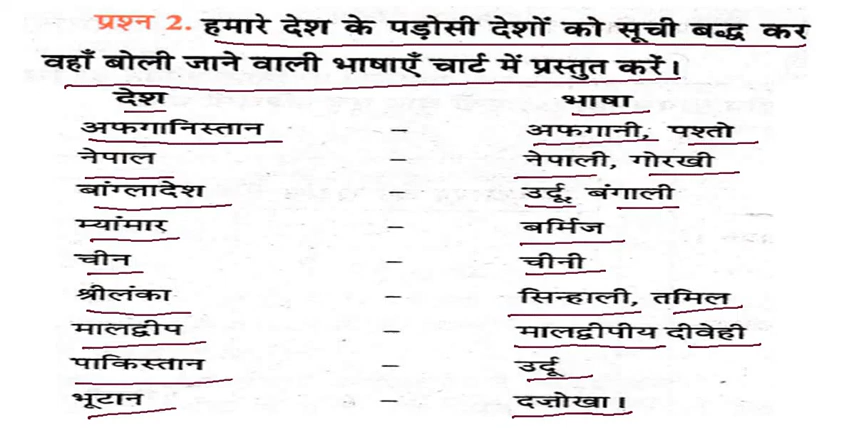 प्रश्न 2. हमारे देश के पड़ोसी देशों को सूची बद्ध कर
वहाँ बोली जाने वाली भाषाएँ चार्ट में प्रस्तुत करें।
देश भाषा
अफगानिस्तान – अफगानी, पश्तो
नेपाल – नेपाली, गोरखी
बांग्लादेश – उर्दू, बंगाली
म्यांमार – बर्मिज
चीन – चीनी
श्रीलंका – सिन्हाली, तमिल
मालद्वीप – मालद्वीपीय दीवेही
पाकिस्तान – उर्दू
भूटान – दज़ोखा।